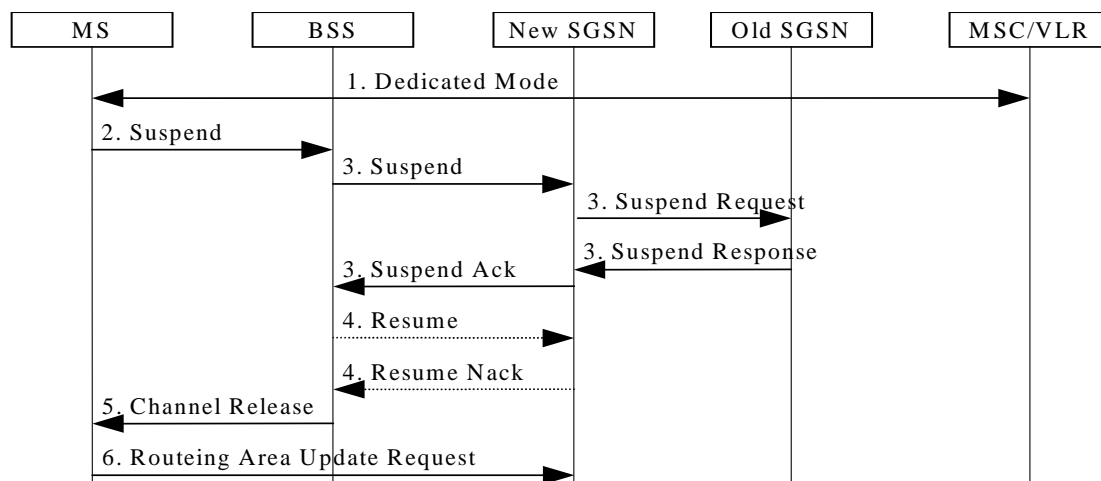 MS
BSS
New SGSN
Old SGSN
MSC/VLR
1. Dedicated Mode
2. Suspend
3. Suspend
3. Suspend Request
3. Suspend Response
3. Suspend Ack
4. Resume
4. Resume Nack
5. Channel Release
6. Routeing Area Update Request